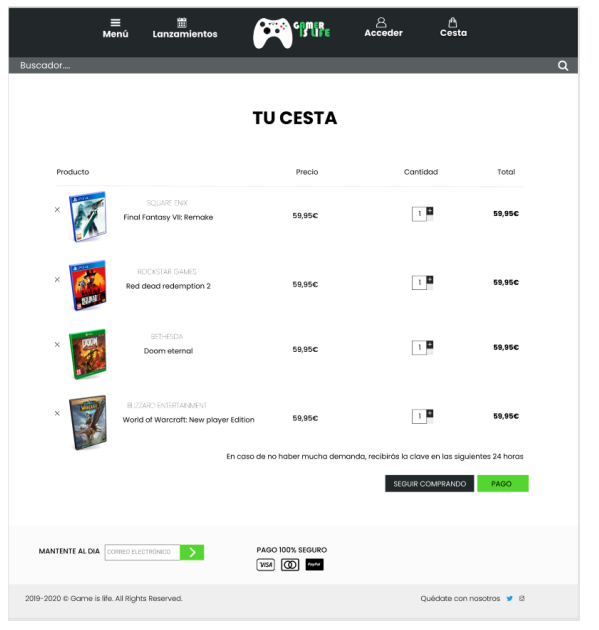 Menú
Lanzamientos
GAMER IS LIFE
Acceder
Cesta
Buscador....
TU CESTA
Producto Precio Cantidad Total
SQUARE ENIX
Final Fantasy VII: Remake 59,95€ 1 + 59,95€
ROCKSTAR GAMES
Red dead redemption 2 59,95€ 1 + 59,95€
BETHESDA
Doom eternal 59,95€ 1 + 59,95€
BLIZZARD ENTERTAINMENT
World of Warcraft: New player Edition 59,95€ 1 + 59,95€
En caso de no haber mucha demanda, recibirás la clave en las siguientes 24 horas
SEGUIR COMPRANDO PAGO
MANTENTE AL DIA CORREO ELECTRÓNICO
PAGO 100% SEGURO
VISA PayPal
2019-2020 © Game is life. All Rights Reserved. Quédate con nosotros